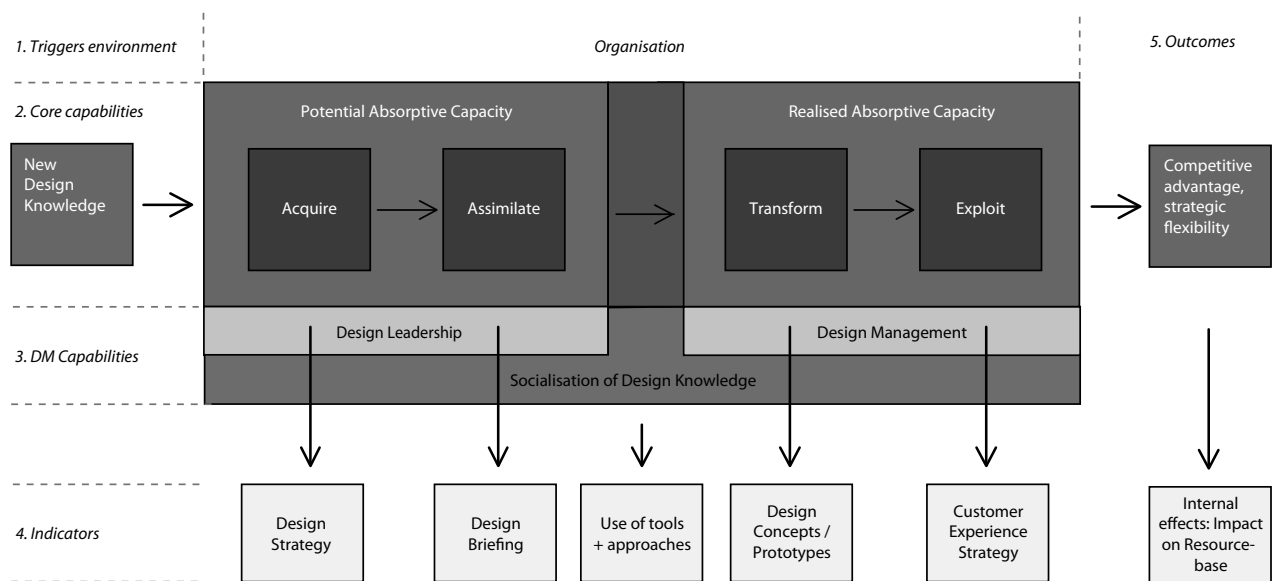 1. Triggers environment
Organisation
5. Outcomes
2. Core capabilities
Potential Absorptive Capacity
Realised Absorptive Capacity
New
Design
Knowledge
Acquire
Assimilate
Transform
Exploit
Competitive
advantage,
strategic
flexibility
3. DM Capabilities
Design Leadership
Design Management
Socialisation of Design Knowledge
4. Indicators
Design
Strategy
Design
Briefing
Use of tools
+ approaches
Design
Concepts /
Prototypes
Customer
Experience
Strategy
Internal
effects: Impact
on Resource-
base